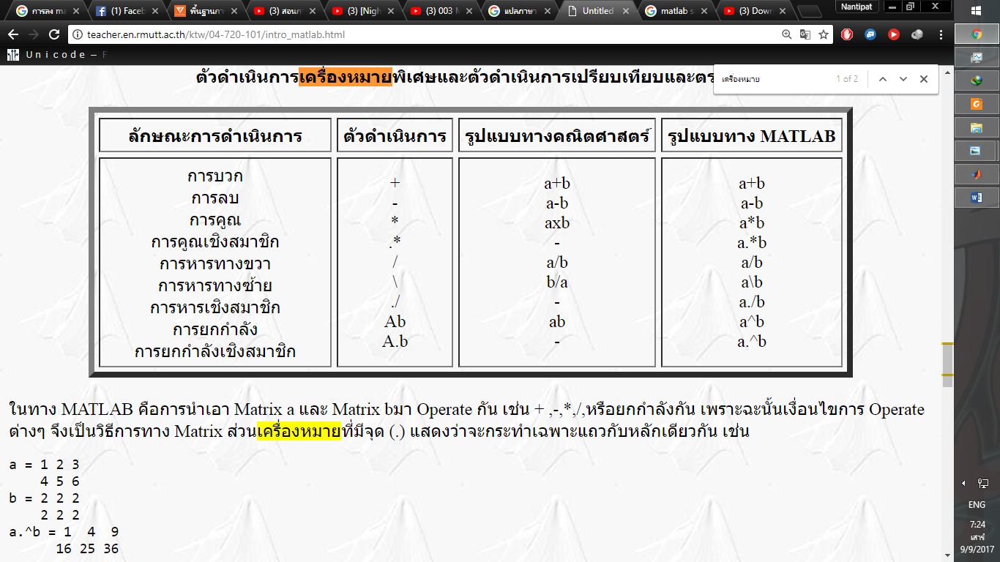 การลง ma
(1) Faceb
พื้นฐานกา
(3) สอนก
(3) [Nigh
(3) 003 M
แปลภาษา
Untitled
matlab s
(3) Dowr
Nantipat
teacher.en.rmutt.ac.th/ktw/04-720-101/intro_matlab.html
Unicode – F
ตัวดำเนินการเครื่องหมายพิเศษและตัวดำเนินการเปรียบเทียบและตร
เครื่องหมาย 1 of 2
ลักษณะการดำเนินการ ตัวดำเนินการ รูปแบบทางคณิตศาสตร์ รูปแบบทาง MATLAB
การบวก + a+b a+b
การลบ - a-b a-b
การคูณ * axb a*b
การคูณเชิงสมาชิก .* - a.*b
การหารทางขวา / a/b a/b
การหารทางซ้าย \ b/a a\b
การหารเชิงสมาชิก ./ - a./b
การยกกำลัง Ab ab a^b
การยกกำลังเชิงสมาชิก A.b - a.^b
ในทาง MATLAB คือการนำเอา Matrix a และ Matrix bมา Operate กัน เช่น + ,-,*,/,หรือยกกำลังกัน เพราะฉะนั้นเงื่อนไขการ Operate
ต่างๆ จึงเป็นวิธีการทาง Matrix ส่วนเครื่องหมายที่มีจุด (.) แสดงว่าจะกระทำเฉพาะแถวกับหลักเดียวกัน เช่น
a = 1 2 3
4 5 6
b = 2 2 2
2 2 2
a.^b = 1 4 9
16 25 36
ENG
7:24
เสาร์
9/9/2017